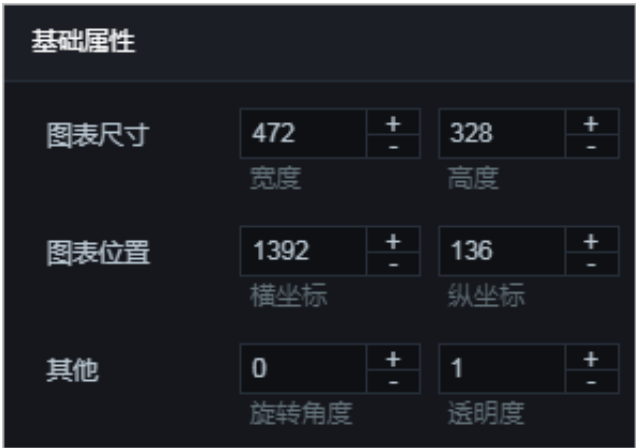 基础属性
图表尺寸 472 + - 328 + -
宽度 高度
图表位置 1392 + - 136 + -
横坐标 纵坐标
其他 0 + - 1 + -
旋转角度 透明度